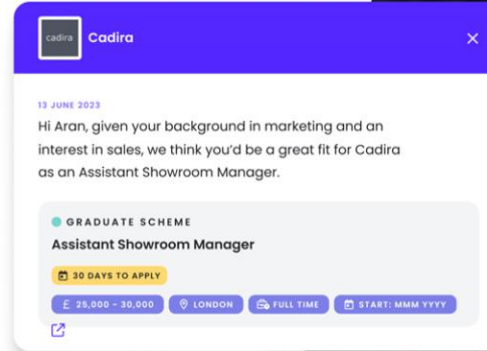 cadira Cadira
13 JUNE 2023
Hi Aran, given your background in marketing and an
interest in sales, we think you'd be a great fit for Cadira
as an Assistant Showroom Manager.
GRADUATE SCHEME
Assistant Showroom Manager
30 DAYS TO APPLY
£ 25,000 - 30,000 LONDON FULL TIME START: MMM YYYY